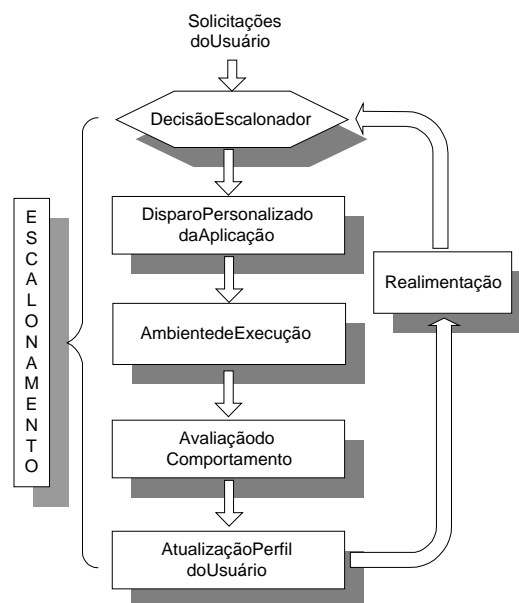 Solicitações
doUsuário
DecisãoEscalonador
DisparoPersonalizado
daAplicação
AmbientedeExecução
Avaliaçãodo
Comportamento
AtualizaçãoPerfil
doUsuário
Realimentação
E
S
C
A
L
O
N
A
M
E
N
T
O